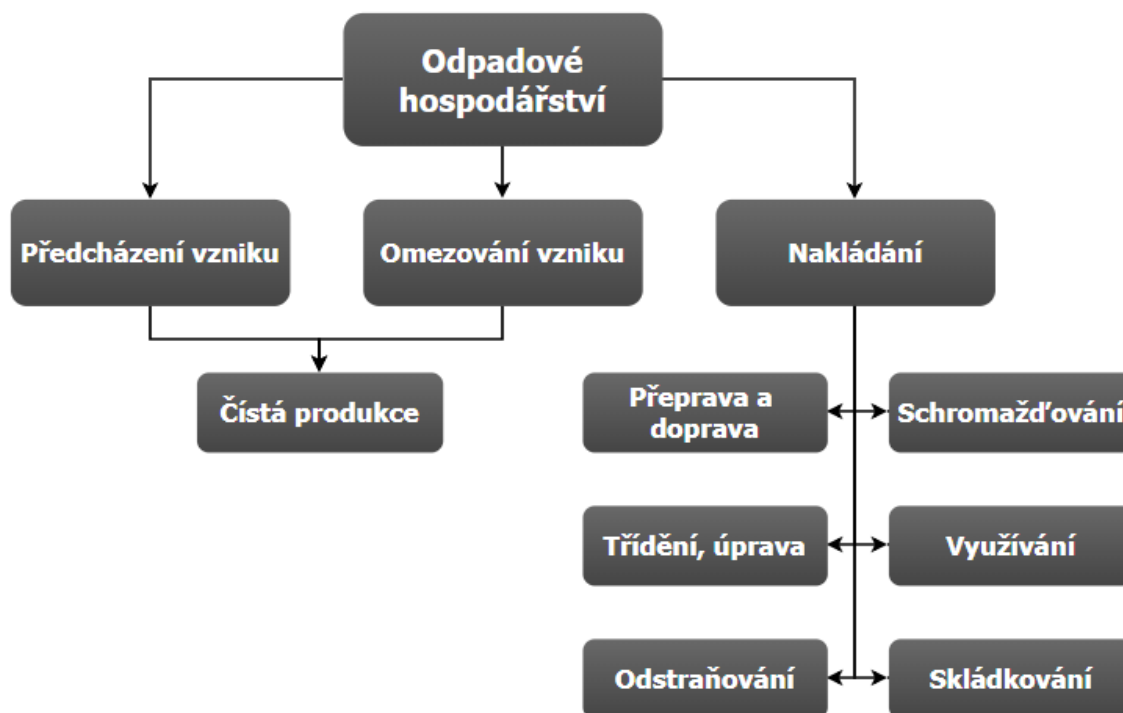 Odpadové
hospodářství
Předcházení vzniku
Omezování vzniku
Nakládání
Čístá produkce
Přeprava a
doprava
Schromažďování
Třídění, úprava
Využívání
Odstraňování
Skládkování